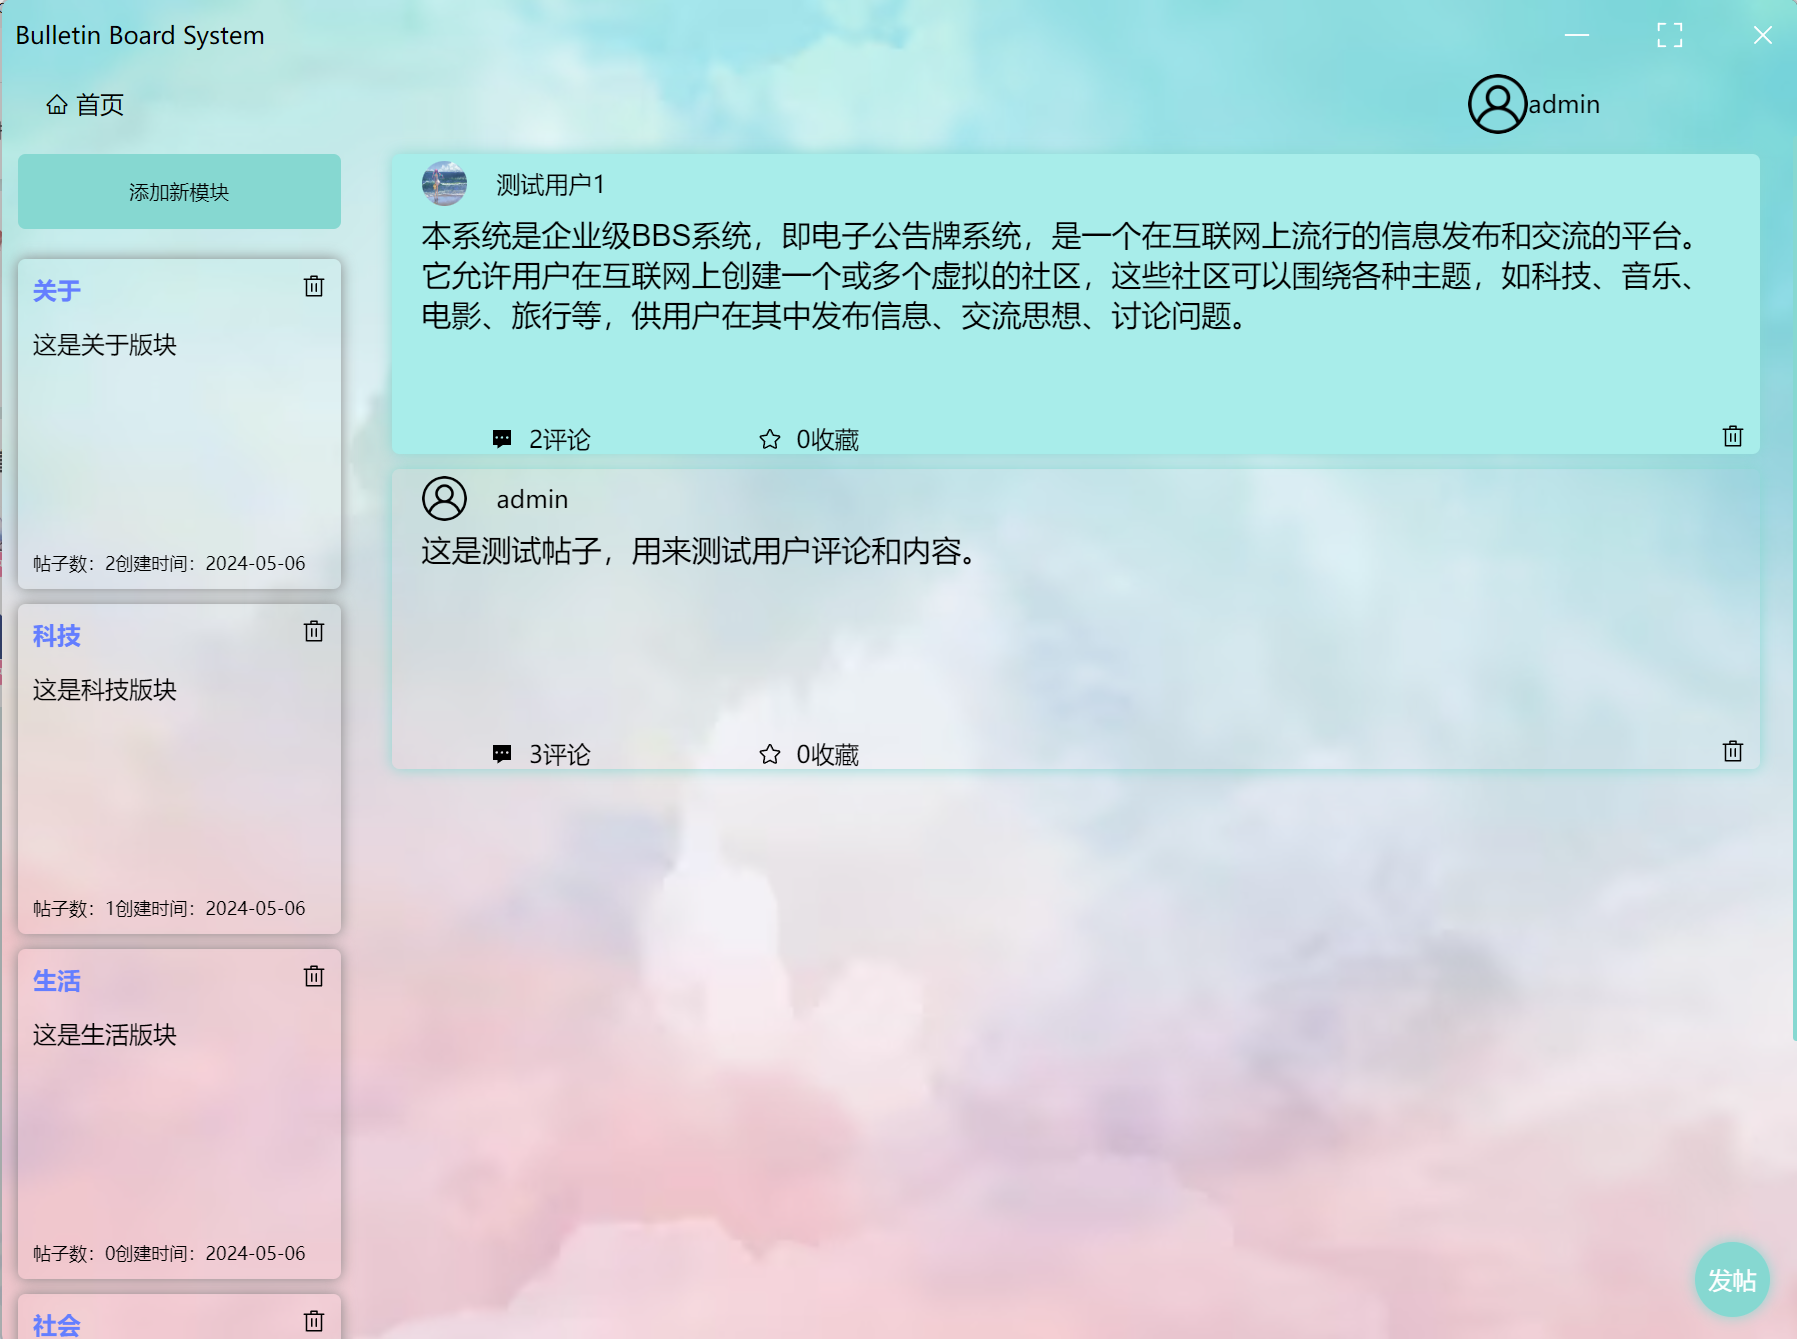 Bulletin Board System
首页
admin
添加新模块
关于
这是关于版块
帖子数：2创建时间：2024-05-06
科技
这是科技版块
帖子数：1创建时间：2024-05-06
生活
这是生活版块
帖子数：0创建时间：2024-05-06
社会
测试用户1
本系统是企业级BBS系统，即电子公告牌系统，是一个在互联网上流行的信息发布和交流的平台。
它允许用户在互联网上创建一个或多个虚拟的社区，这些社区可以围绕各种主题，如科技、音乐、
电影、旅行等，供用户在其中发布信息、交流思想、讨论问题。
2评论
0收藏
admin
这是测试帖子，用来测试用户评论和内容。
3评论
0收藏
发帖